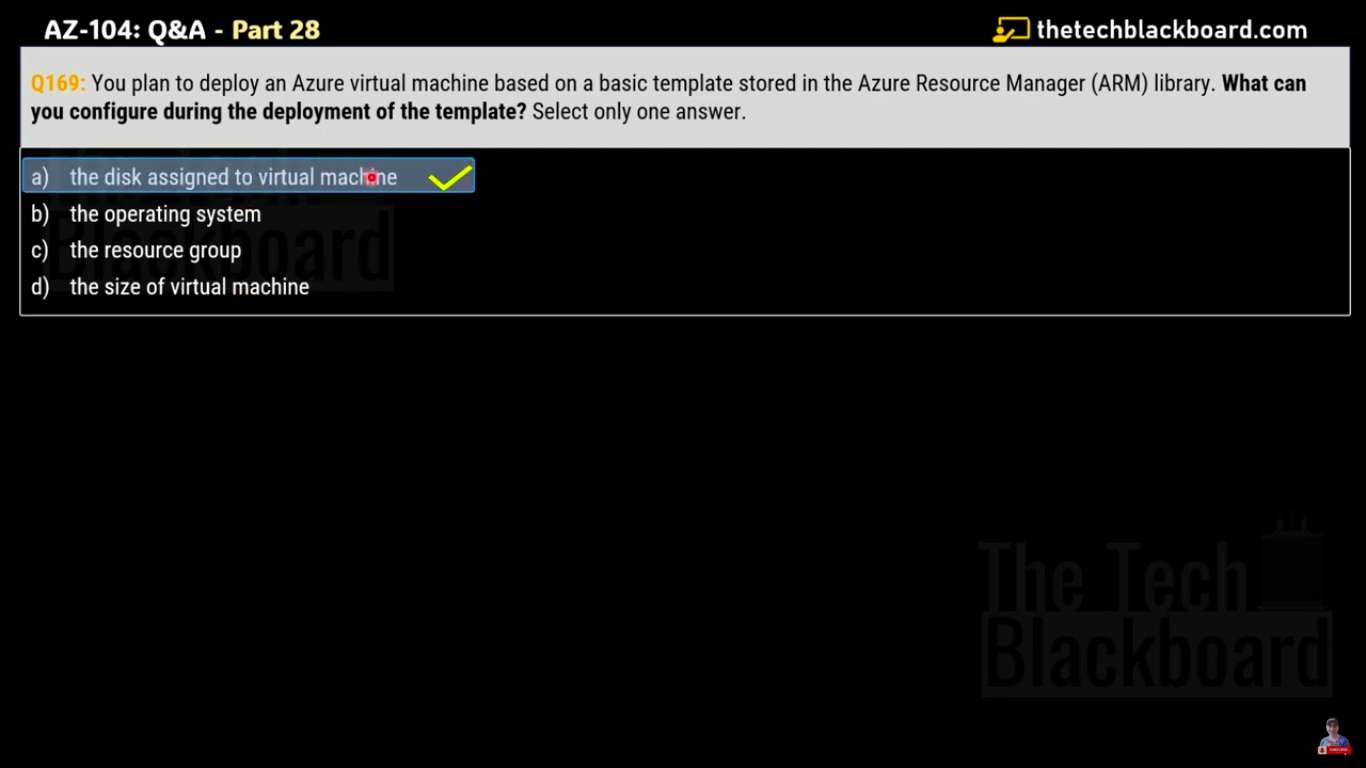 AZ-104: Q&A - Part 28
thetechblackboard.com
Q169: You plan to deploy an Azure virtual machine based on a basic template stored in the Azure Resource Manager (ARM) library. What can
you configure during the deployment of the template? Select only one answer.
a) the disk assigned to virtual machine
b) the operating system
c) the resource group
d) the size of virtual machine
The Tech
Blackboard